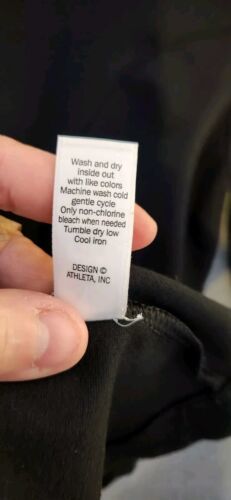 Wash and dry
inside out
with like colors
Machine wash cold
gentle cycle
Only non-chlorine
bleach when needed
Tumble dry low
Cool iron
DESIGN ©
ATHLETA, INC